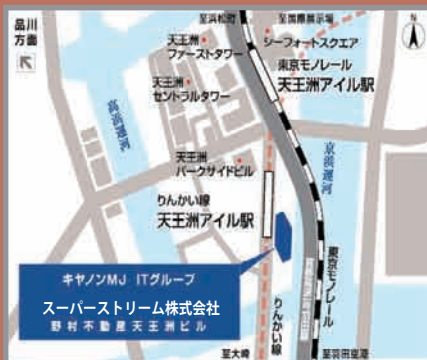 品川
方面
至浜松町
至国際展示場
N
天王洲
ファーストタワー
シーフォートスクエア
東京モノレール
天王洲アイル駅
天王洲
セントラルタワー
高浜運河
京浜運河
天王洲
パークサイドビル
りんかい線
天王洲アイル駅
キヤノンMJ ITグループ
スーパーストリーム株式会社
野村不動産天王洲ビル
東京モノレール
りんかい線
至大崎
至羽田空港